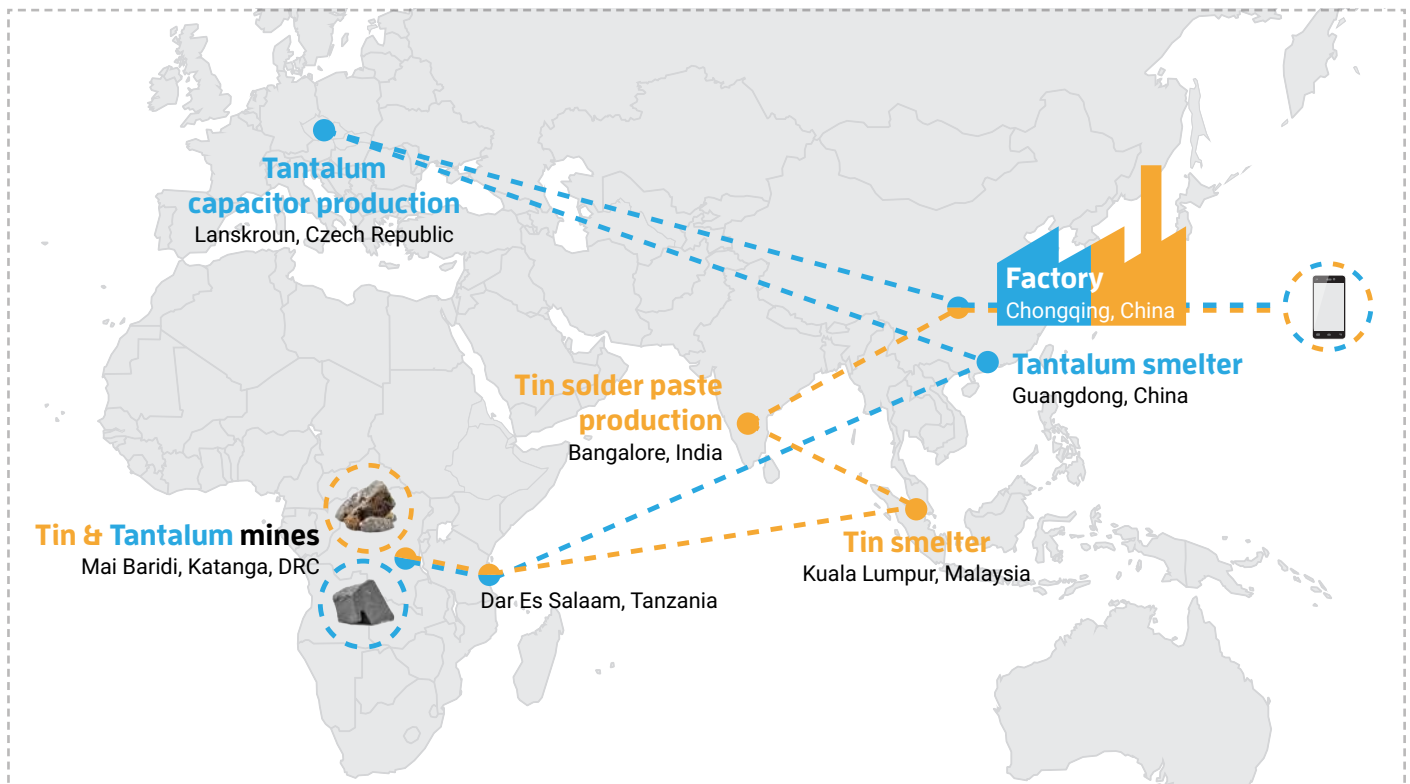 Tantalum
capacitor production
Lanskroun, Czech Republic
Factory
Chongqing, China
Tantalum smelter
Guangdong, China
Tin solder paste
production
Bangalore, India
Tin & Tantalum mines
Mai Baridi, Katanga, DRC
Tin smelter
Kuala Lumpur, Malaysia
Dar Es Salaam, Tanzania